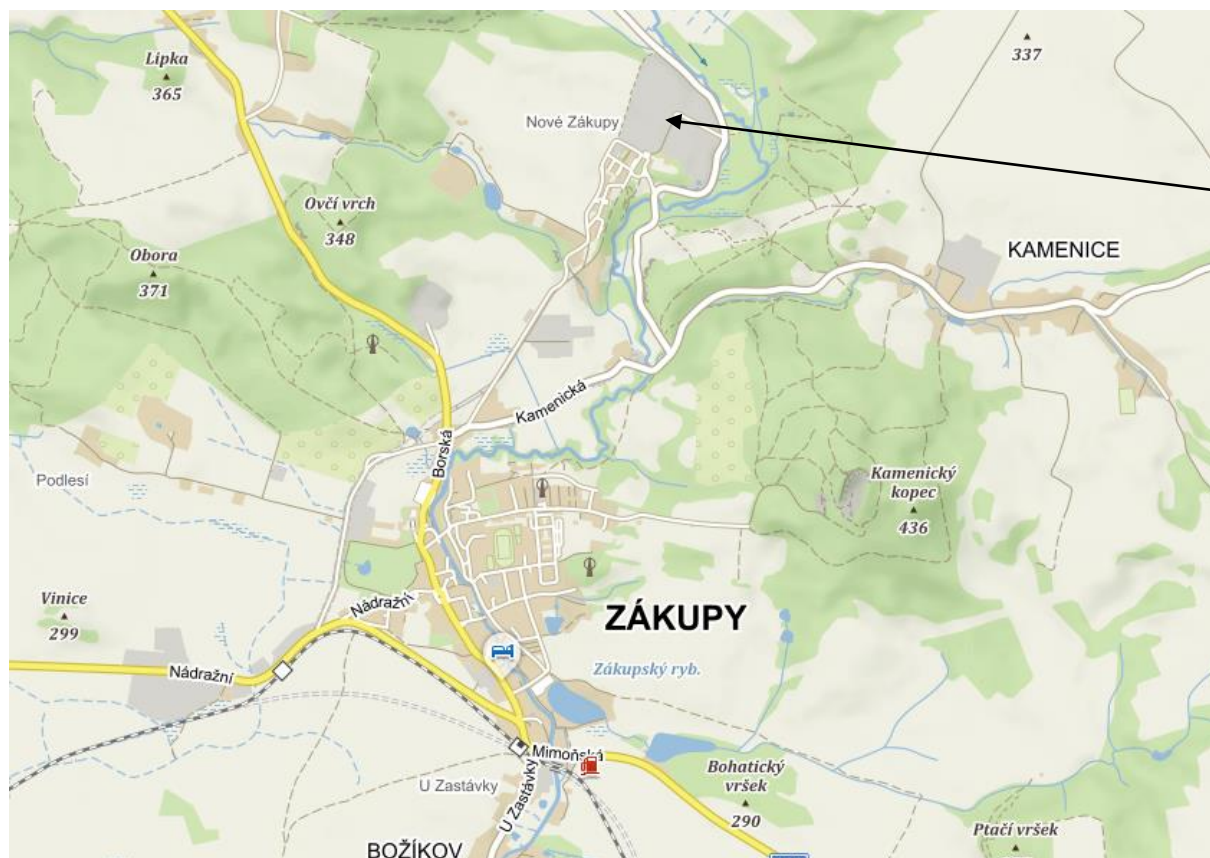 Lipka
365
337
Nové Zákupy
Ovčí vrch
348
Obora
371
KAMENICE
Kamenická
Borská
Podlesí
Kamenický
kopec
436
Vinice
299
Nádražní
ZÁKUPY
Nádražní
Zákupský ryb.
Mimoňská
U Zastávky
U Zastávky
Bohatický
vršek
290
Ptačí vršek
BOŽÍKOV